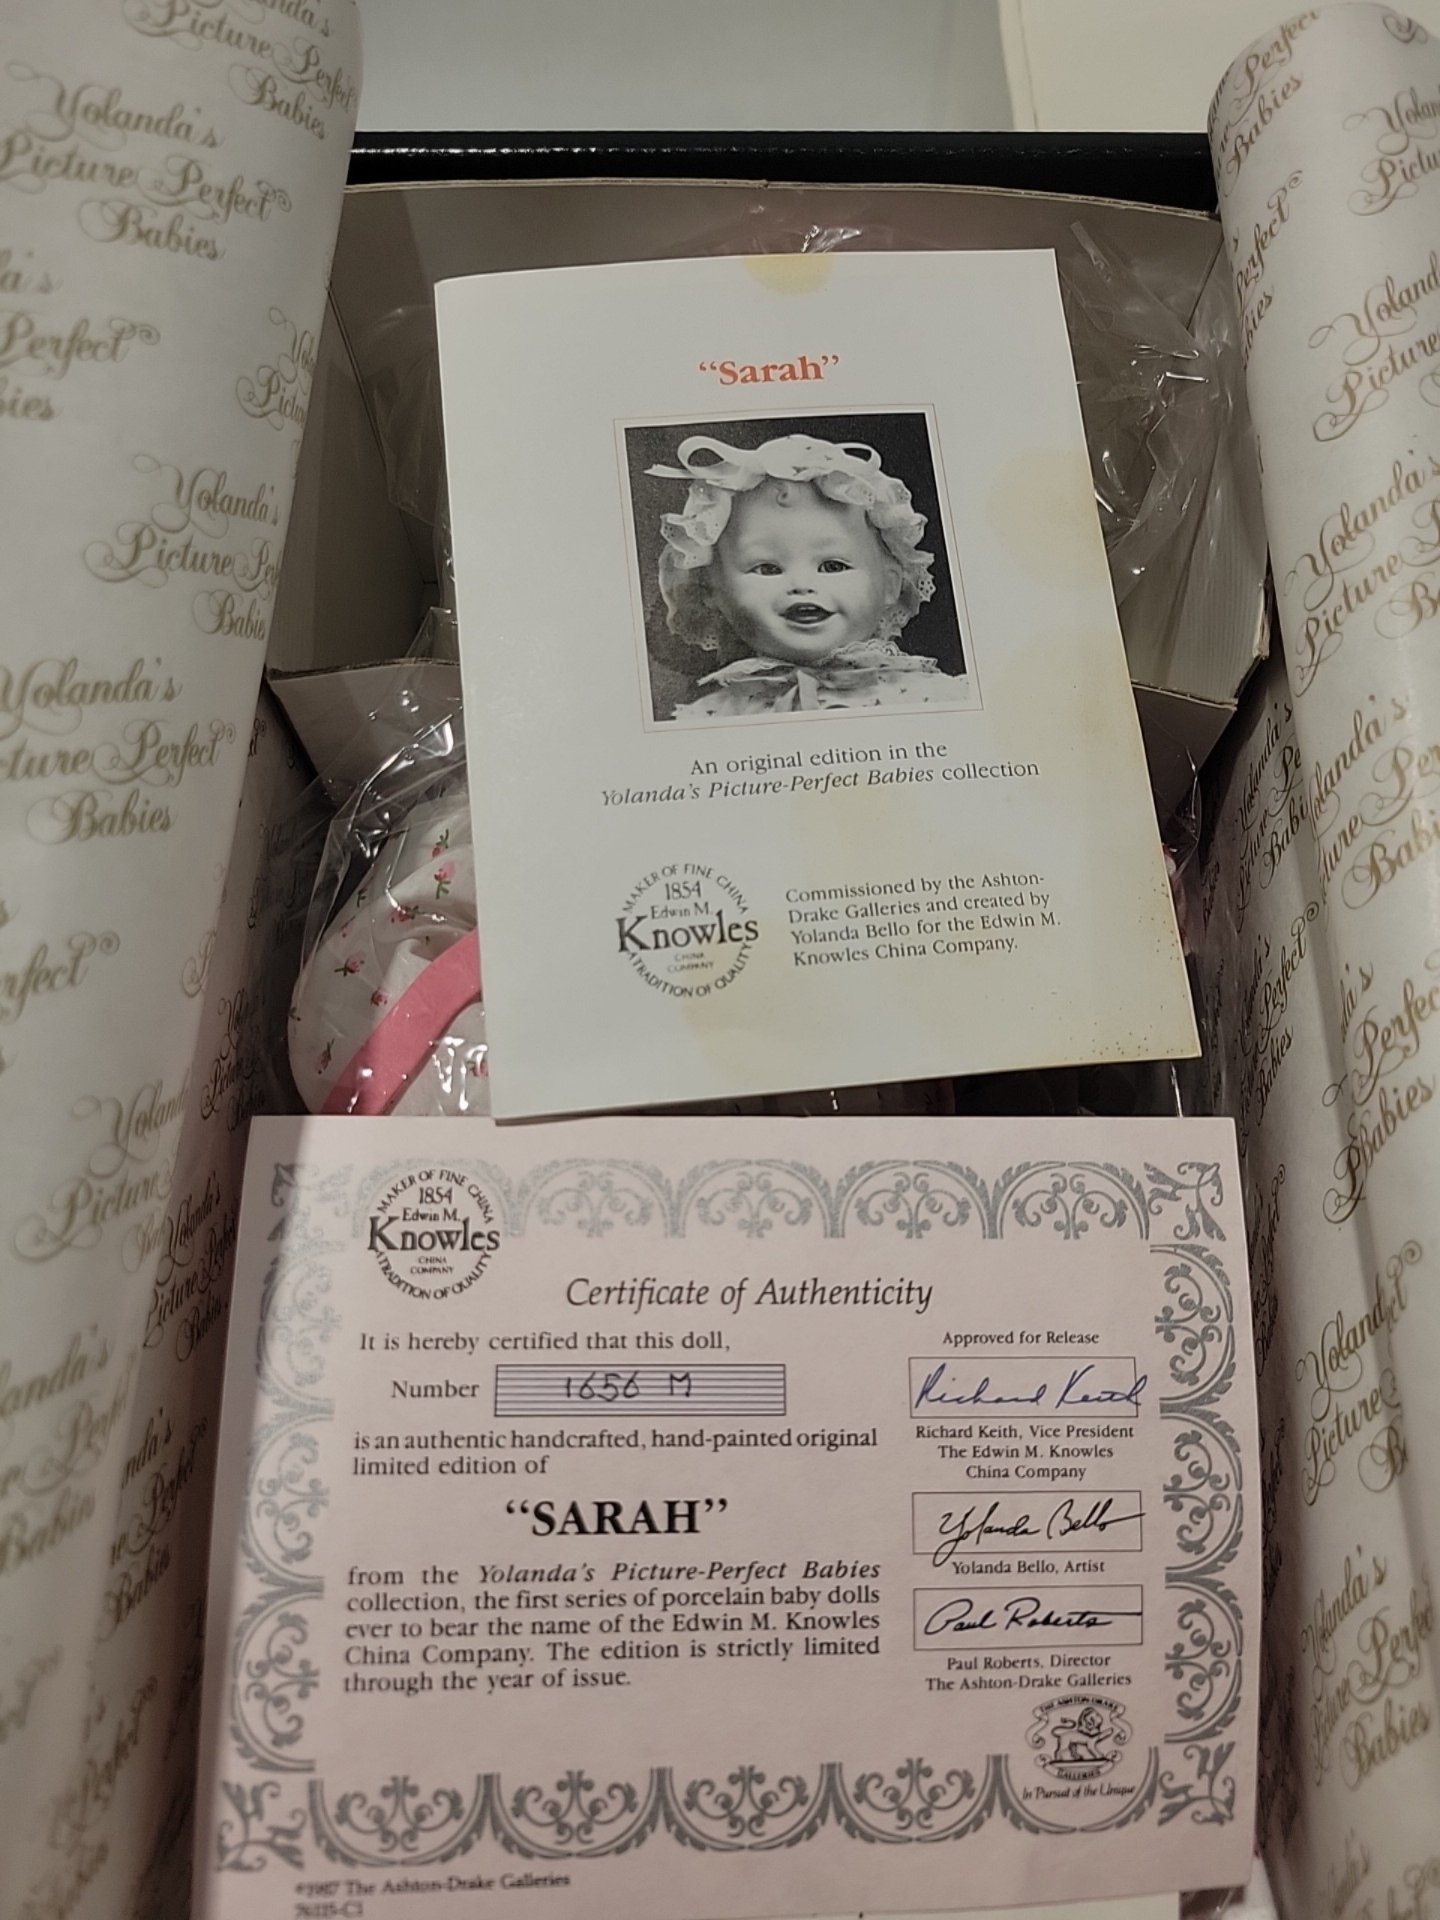 Yolanda's
Picture Perfect
Babies
"Sarah"
An original edition in the
Yolanda's Picture-Perfect Babies collection
MAKER OF FINE CHINA
1854
Edwin M.
Knowles
CHINA
COMPANY
A TRADITION OF QUALITY
Commissioned by the Ashton-
Drake Galleries and created by
Yolanda Bello for the Edwin M.
Knowles China Company.
MAKER OF FINE CHINA
1854
Edwin M.
Knowles
CHINA
COMPANY
A TRADITION OF QUALITY
Certificate of Authenticity
It is hereby certified that this doll,
Number 1656 M
is an authentic handcrafted, hand-painted original
limited edition of
"SARAH"
from the Yolanda's Picture-Perfect Babies
collection, the first series of porcelain baby dolls
ever to bear the name of the Edwin M. Knowles
China Company. The edition is strictly limited
through the year of issue.
Approved for Release
Richard Keith
Richard Keith, Vice President
The Edwin M. Knowles
China Company
Yolanda Bello
Yolanda Bello, Artist
Paul Roberts
Paul Roberts, Director
The Ashton-Drake Galleries
THE ASHTON-DRAKE
GALLERIES
In Pursuit of the Unique
©1987 The Ashton-Drake Galleries